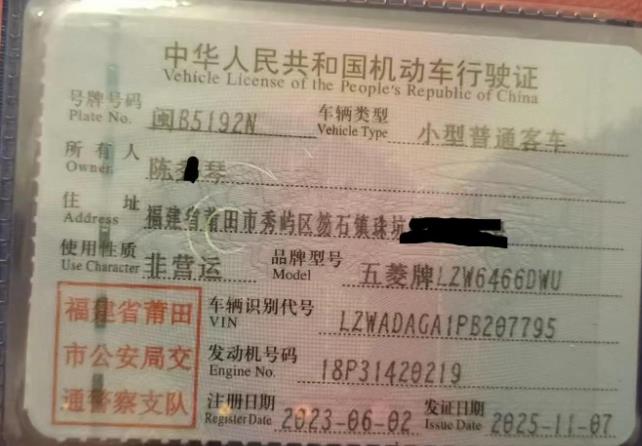 中华人民共和国机动车行驶证
Vehicle License of the People's Republic of China
号牌号码 闽B5192N 车辆类型 小型普通客车
Plate No. Vehicle Type
所有人 陈 琴
Owner
住址 福建省莆田市秀屿区笏石镇珠坑
Address
使用性质 非营运 品牌型号 五菱牌LZW6466DWU
Use Character Model
福建省莆田
市公安局交
通警察支队
车辆识别代号 LZWADAGA1PB207795
VIN
发动机号码 18P31420219
Engine No.
注册日期 2023-06-02 发证日期 2025-11-07
Register Date Issue Date